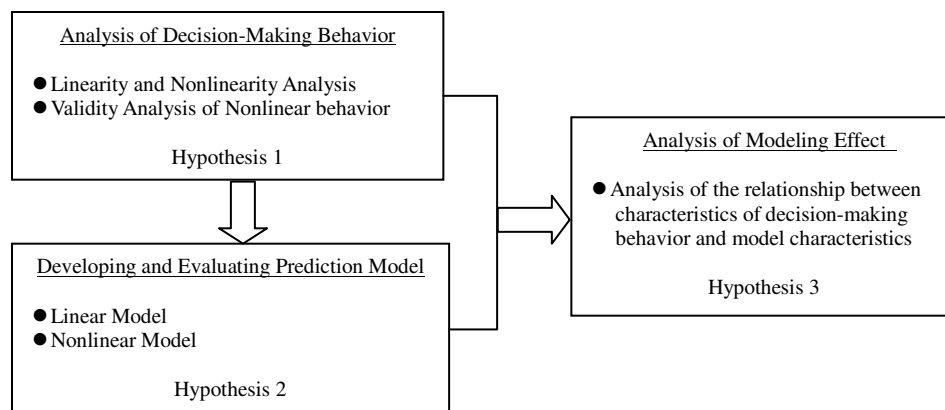 Analysis of Decision-Making Behavior
● Linearity and Nonlinearity Analysis
● Validity Analysis of Nonlinear behavior
Hypothesis 1
Developing and Evaluating Prediction Model
● Linear Model
● Nonlinear Model
Hypothesis 2
Analysis of Modeling Effect
● Analysis of the relationship between
characteristics of decision-making
behavior and model characteristics
Hypothesis 3